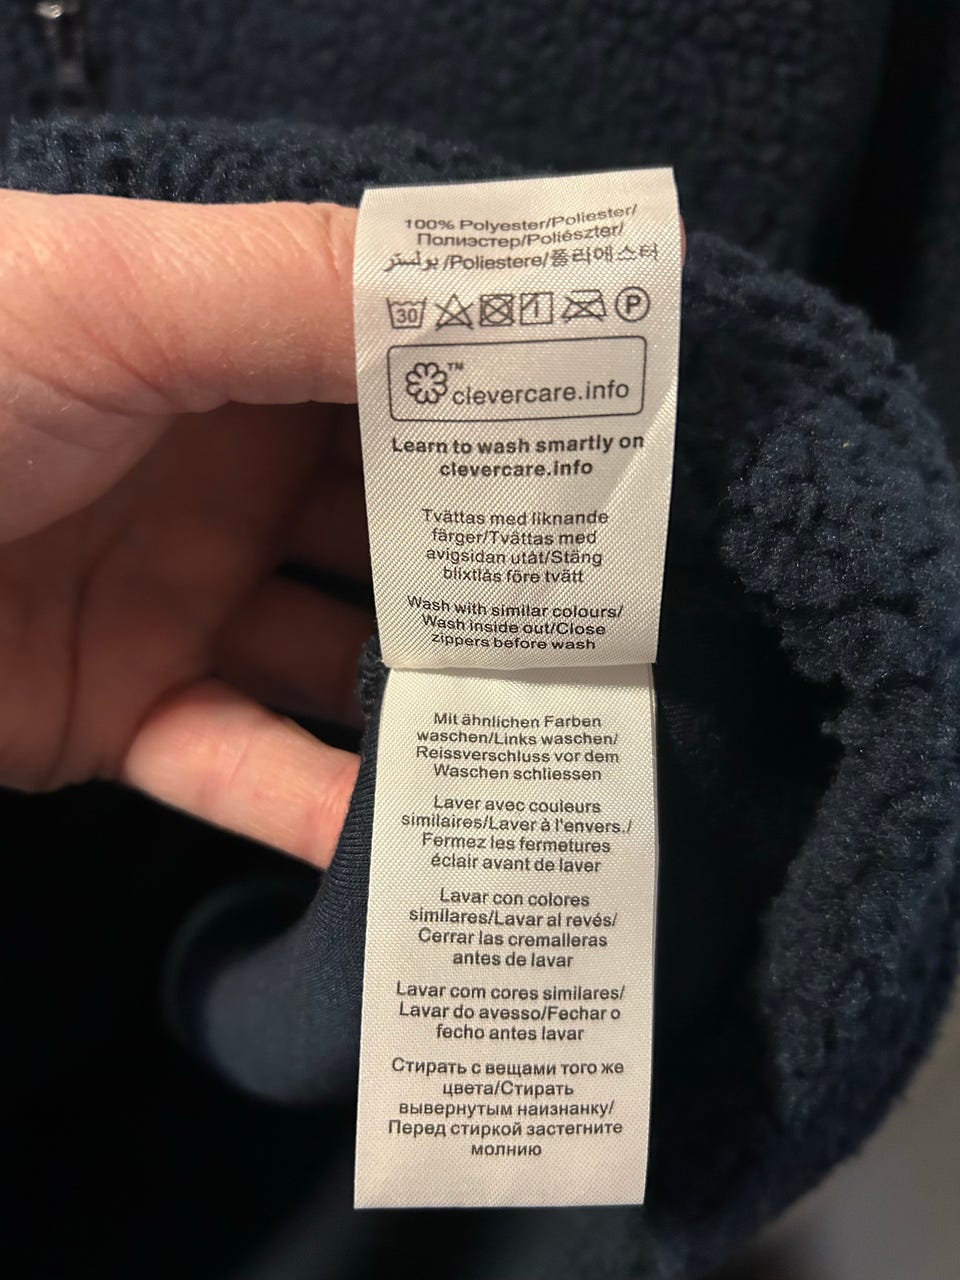 100% Polyester/Poliester/
Полиэстер/Poliészter/
بولستر/Poliestere/폴리에스터
30 P
™
clevercare.info
Learn to wash smartly on
clevercare.info
Tvättas med liknande
färger/Tvättas med
avigsidan utåt/Stäng
blixtlås före tvätt
Wash with similar colours/
Wash inside out/Close
zippers before wash
Mit ähnlichen Farben
waschen/Links waschen/
Reissverschluss vor dem
Waschen schliessen
Laver avec couleurs
similaires/Laver à l'envers./
Fermez les fermetures
éclair avant de laver
Lavar con colores
similares/Lavar al revés/
Cerrar las cremalleras
antes de lavar
Lavar com cores similares/
Lavar do avesso/Fechar o
fecho antes lavar
Стирать с вещами того же
цвета/Стирать
вывернутым наизнанку/
Перед стиркой застегните
молнию